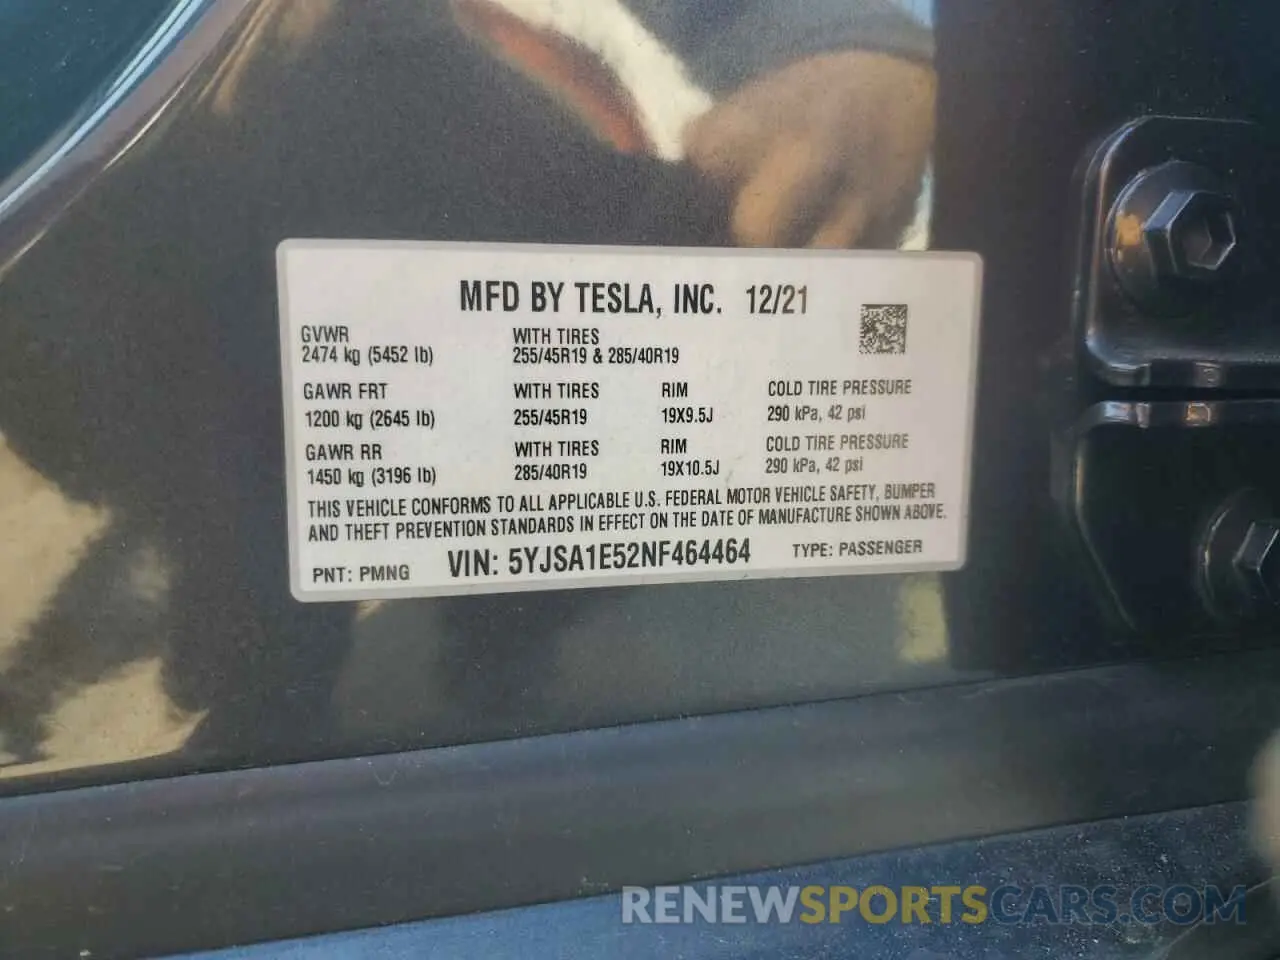 MFD BY TESLA, INC. 12/21
GVWR WITH TIRES
2474 kg (5452 lb) 255/45R19 & 285/40R19
GAWR FRT WITH TIRES RIM COLD TIRE PRESSURE
1200 kg (2645 lb) 255/45R19 19X9.5J 290 kPa, 42 psi
GAWR RR WITH TIRES RIM COLD TIRE PRESSURE
1450 kg (3196 lb) 285/40R19 19X10.5J 290 kPa, 42 psi
THIS VEHICLE CONFORMS TO ALL APPLICABLE U.S. FEDERAL MOTOR VEHICLE SAFETY, BUMPER
AND THEFT PREVENTION STANDARDS IN EFFECT ON THE DATE OF MANUFACTURE SHOWN ABOVE.
PNT: PMNG VIN: 5YJSA1E52NF464464 TYPE: PASSENGER
RENEWSPORTSCARS.COM